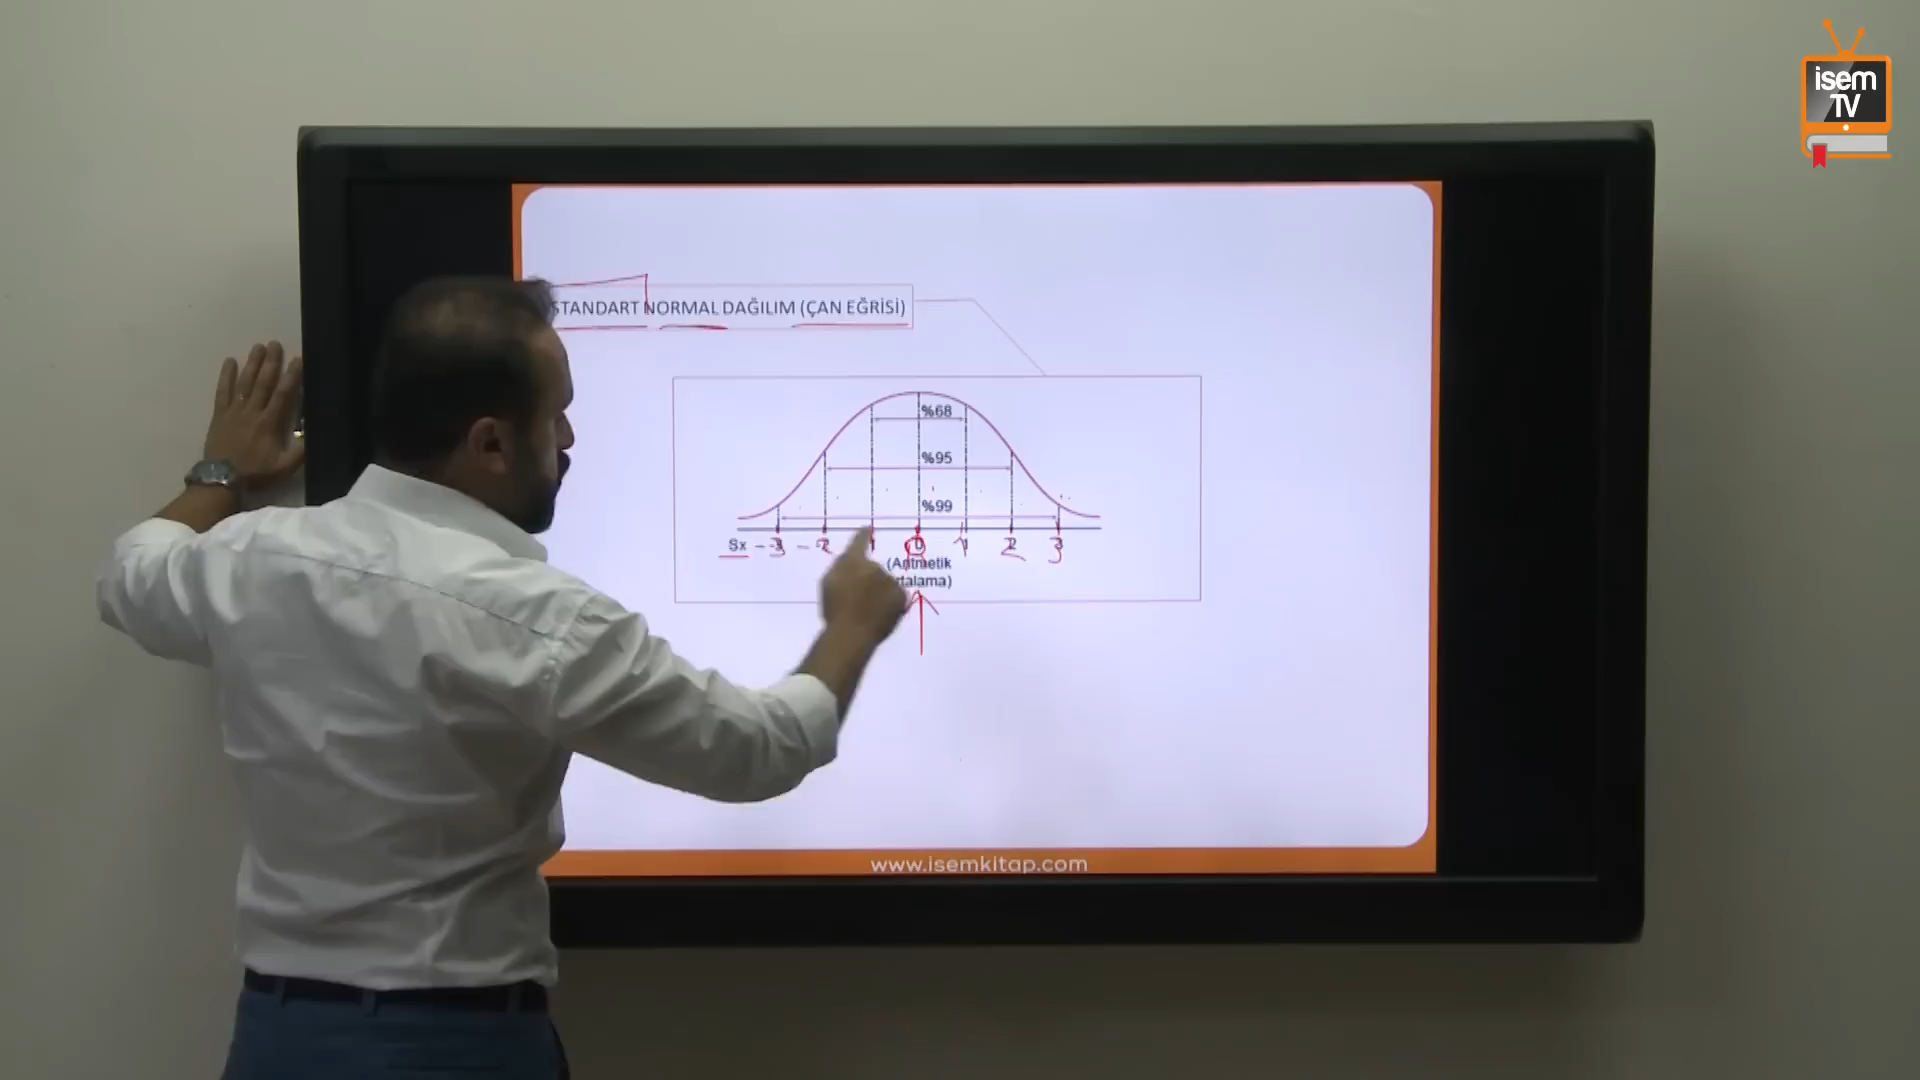 isem
TV
STANDART NORMAL DAĞILIM (ÇAN EĞRİSİ)
%68
%95
%99
Sx -3 -2 1 0 1 2 3
(Aritmetik
rtalama)
www.isemkitap.com